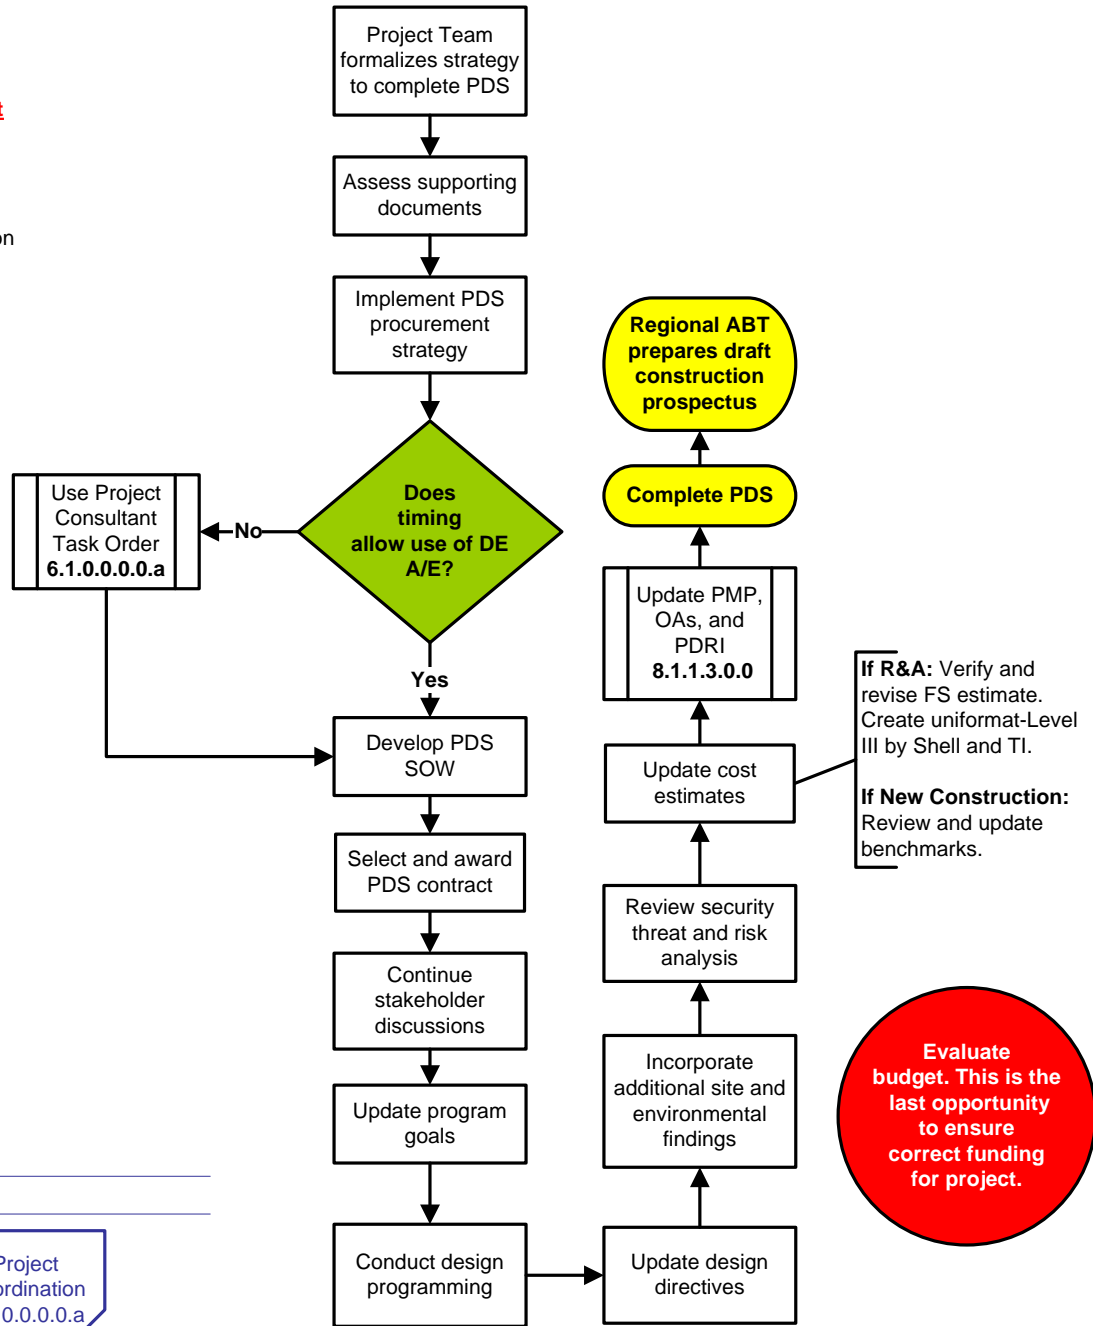 Project Team
formalizes strategy
to complete PDS
Assess supporting
documents
Implement PDS
procurement
strategy
Does
timing
allow use of DE
A/E?
No
Use Project
Consultant
Task Order
6.1.0.0.0.0.a
Yes
Develop PDS
SOW
Select and award
PDS contract
Continue
stakeholder
discussions
Update program
goals
Conduct design
programming
Update design
directives
Incorporate
additional site and
environmental
findings
Review security
threat and risk
analysis
Update cost
estimates
If R&A: Verify and
revise FS estimate.
Create uniformat-Level
III by Shell and TI.
If New Construction:
Review and update
benchmarks.
Update PMP,
OAs, and
PDRI
8.1.1.3.0.0
Complete PDS
Regional ABT
prepares draft
construction
prospectus
Evaluate
budget. This is the
last opportunity
to ensure
correct funding
for project.
t
on
Project
ordination
0.0.0.0.a